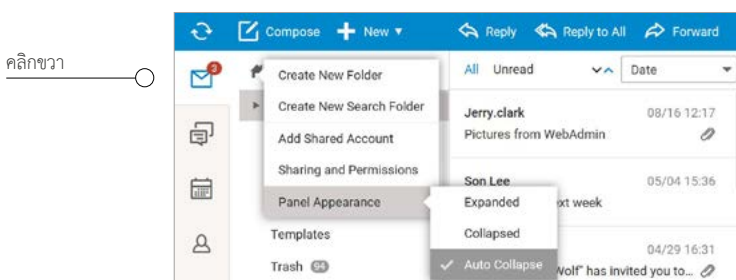 Compose New ▼ Reply Reply to All Forward
คลิกขวา
3
All Unread Date
Create New Folder
Create New Search Folder
Add Shared Account
Sharing and Permissions
Panel Appearance
Templates
Trash 94
Expanded
Collapsed
✓ Auto Collapse
Jerry.clark 08/16 12:17
Pictures from WebAdmin
Son Lee 05/04 15:36
ext week
04/29 16:31
Wolf" has invited you to...